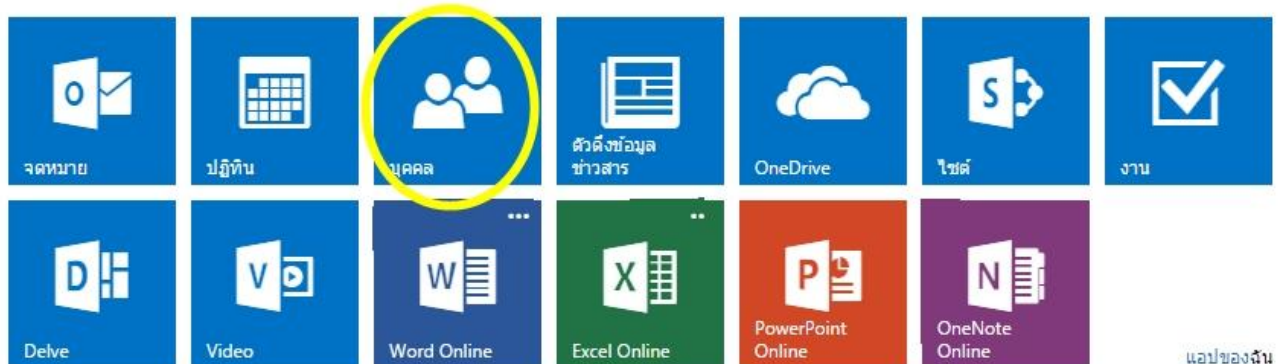 จดหมาย
ปฏิทิน
บุคคล
ตัวดึงข้อมูล
ข่าวสาร
OneDrive
ไซต์
งาน
Delve
Video
Word Online
Excel Online
PowerPoint
Online
OneNote
Online
แอปของฉัน